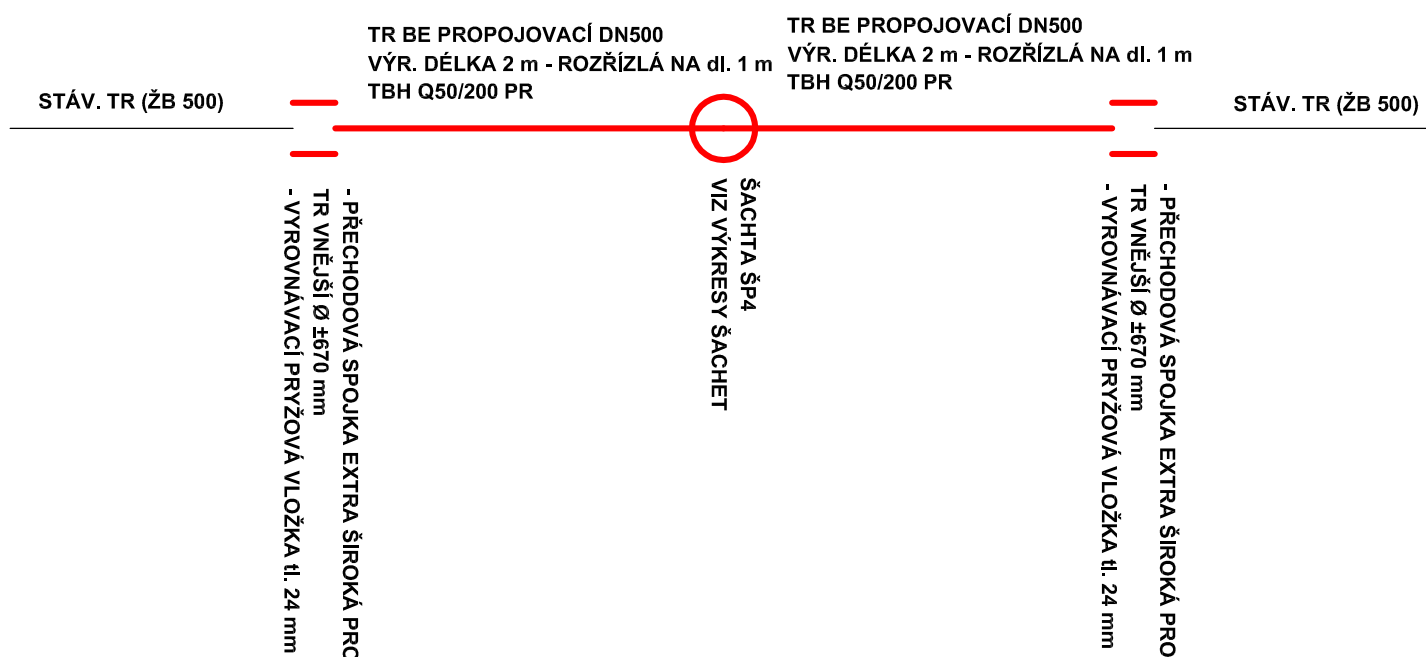 TR BE PROPOJOVACÍ DN500
VÝR. DÉLKA 2 m - ROZŘÍZLÁ NA dl. 1 m
TBH Q50/200 PR
TR BE PROPOJOVACÍ DN500
VÝR. DÉLKA 2 m - ROZŘÍZLÁ NA dl. 1 m
TBH Q50/200 PR
STÁV. TR (ŽB 500)
STÁV. TR (ŽB 500)
- PŘECHODOVÁ SPOJKA EXTRA ŠIROKÁ PRO
TR VNĚJŠÍ Ø ±670 mm
- VYROVNÁVACÍ PRYŽOVÁ VLOŽKA tl. 24 mm
ŠACHTA ŠP4
VIZ VÝKRESY ŠACHET
- PŘECHODOVÁ SPOJKA EXTRA ŠIROKÁ PRO
TR VNĚJŠÍ Ø ±670 mm
- VYROVNÁVACÍ PRYŽOVÁ VLOŽKA tl. 24 mm